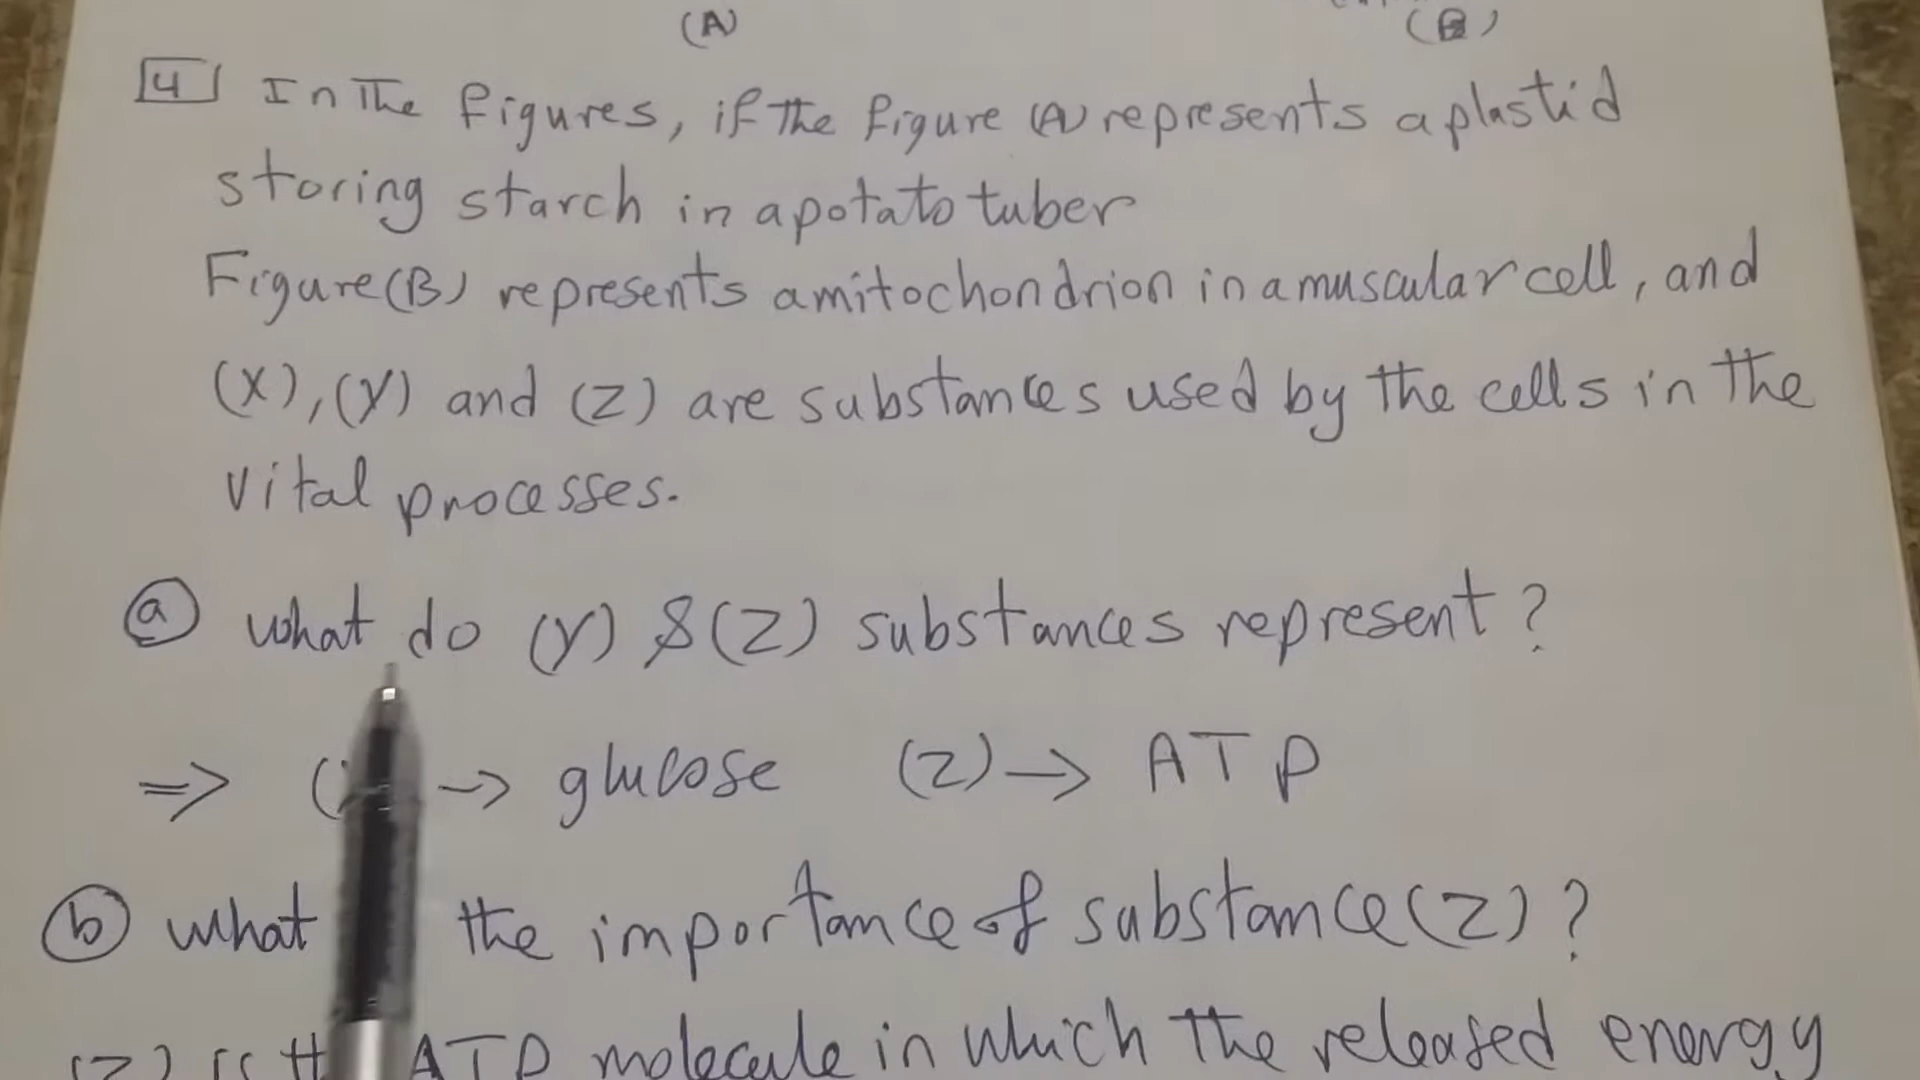 (A) (B)
4 In The figures, if the figure (A) represents a plastid
storing starch in a potato tuber
Figure (B) represents a mitochondrion in a muscular cell, and
(X), (Y) and (Z) are substances used by the cells in the
vital processes.
a what do (Y) & (Z) substances represent?
⇒ → glucose (Z) → ATP
b what the importance of substance (Z)?
(Z) is ATP molecule in which the released energy